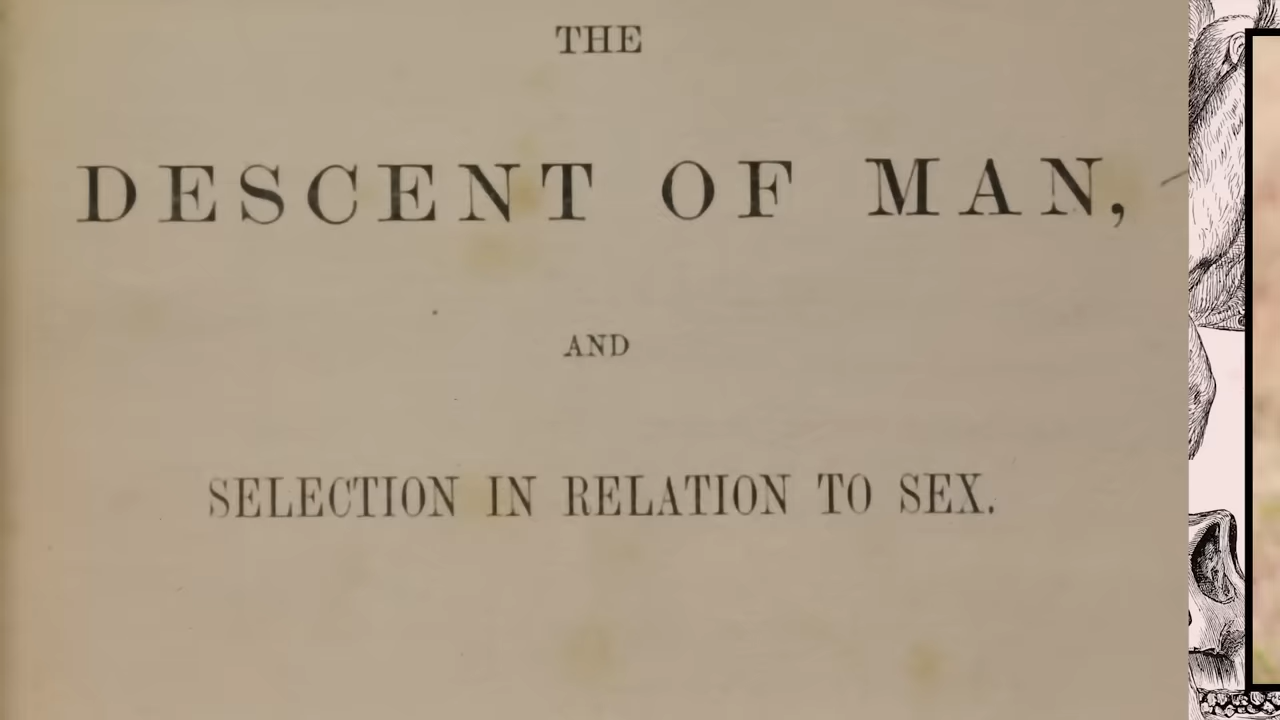 THE
DESCENT OF MAN,
AND
SELECTION IN RELATION TO SEX.